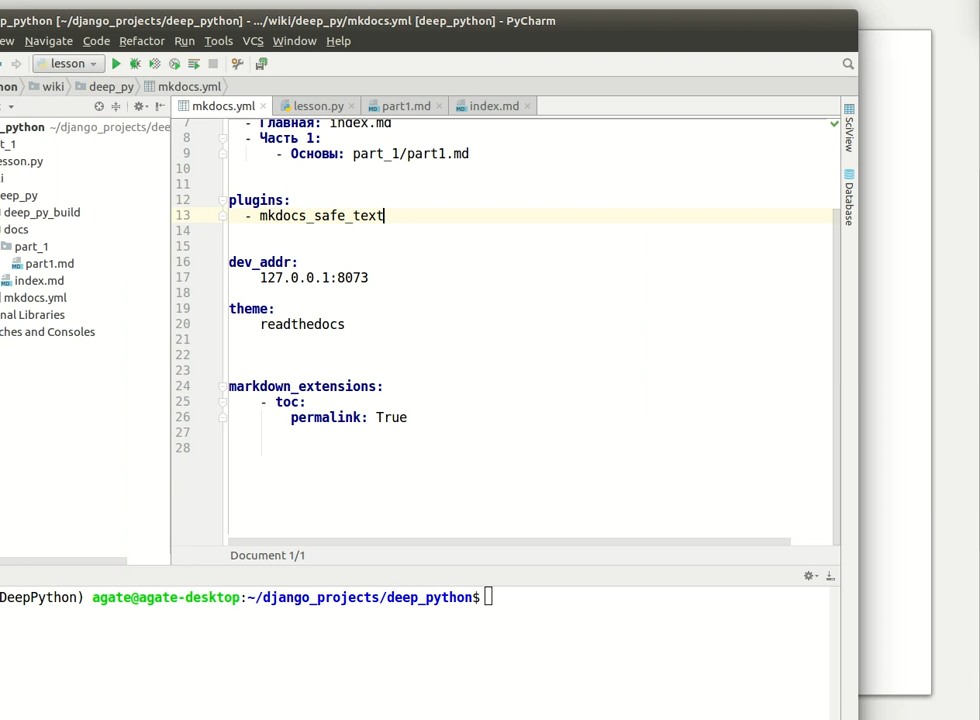 p_python [~/django_projects/deep_python] - .../wiki/deep_py/mkdocs.yml [deep_python] - PyCharm
ew Navigate Code Refactor Run Tools VCS Window Help
lesson
hon wiki deep_py mkdocs.yml
mkdocs.yml lesson.py part1.md index.md
_python ~/django_projects/dee
t_1
esson.py
i
eep_py
deep_py_build
docs
part_1
part1.md
index.md
mkdocs.yml
nal Libraries
ches and Consoles
7 - Главная: index.md
8 - Часть 1:
9 - Основы: part_1/part1.md
10
11
12 plugins:
13 - mkdocs_safe_text
14
15
16 dev_addr:
17 127.0.0.1:8073
18
19 theme:
20 readthedocs
21
22
23
24 markdown_extensions:
25 - toc:
26 permalink: True
27
28
SciView
Database
Document 1/1
DeepPython) agate@agate-desktop:~/django_projects/deep_python$